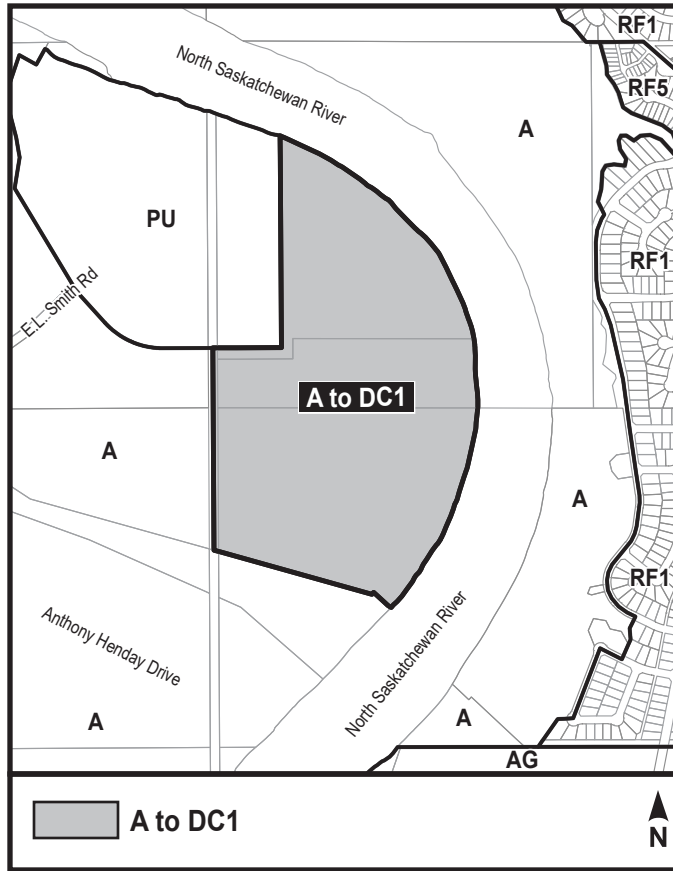 RF1
North Saskatchewan River
RF5
A
PU
RF1
E.L. Smith Rd
A to DC1
A
A
RF1
Anthony Henday Drive
North Saskatchewan River
A
A
AG
A to DC1
N